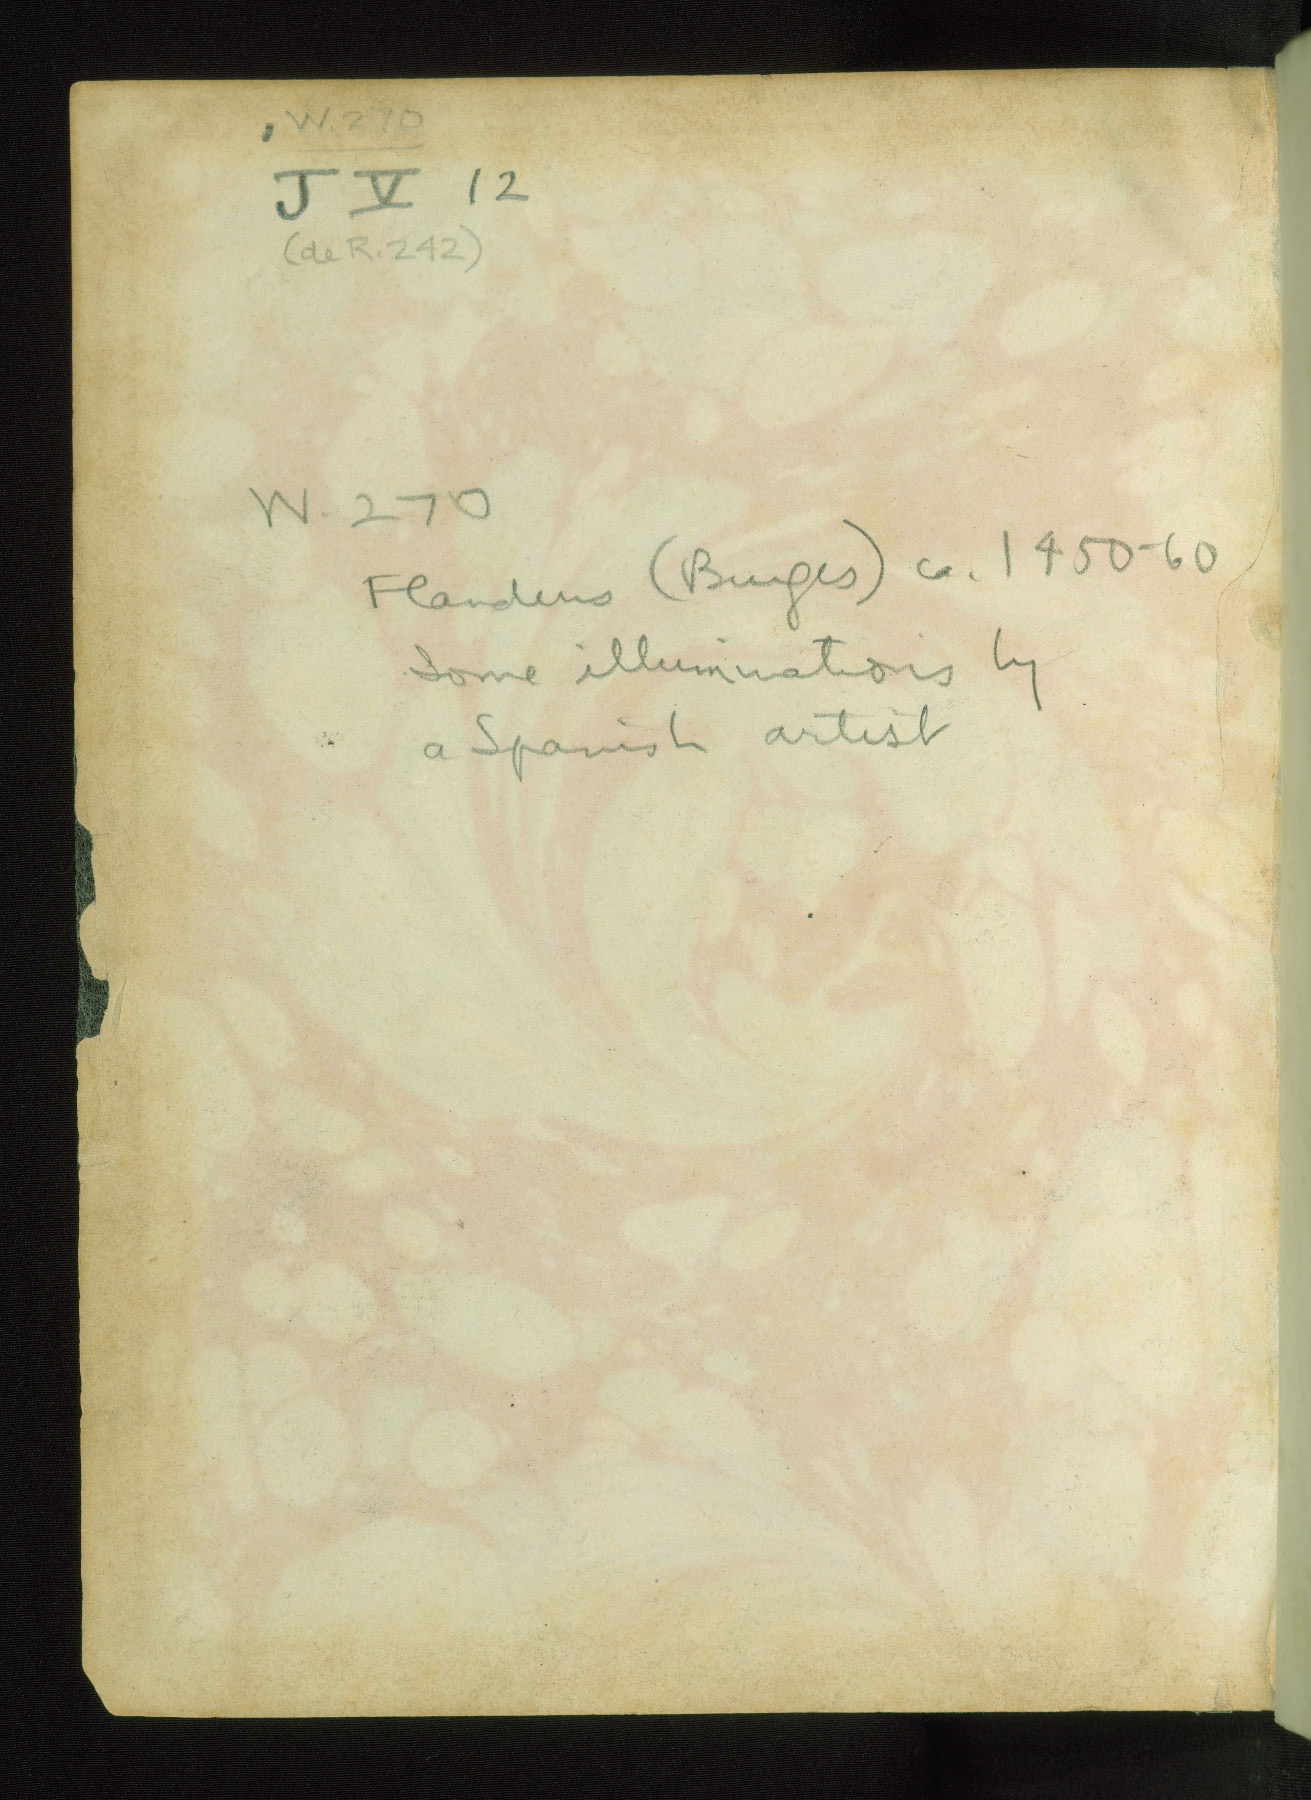 W.270
J V 12
(de R. 242)
W. 270
Flanders (Bruges) ca. 1450-60
Some illuminations by
a Spanish artist